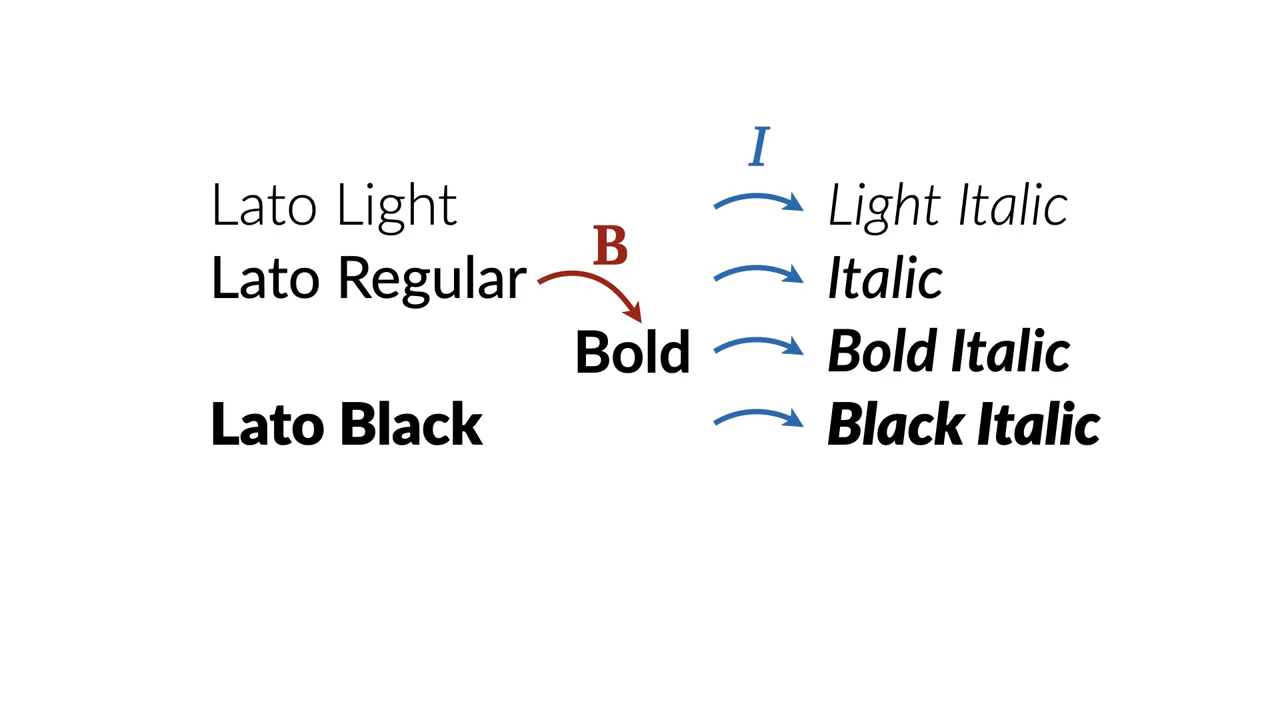 I
Lato Light Light Italic
B
Lato Regular Italic
Bold Bold Italic
Lato Black Black Italic